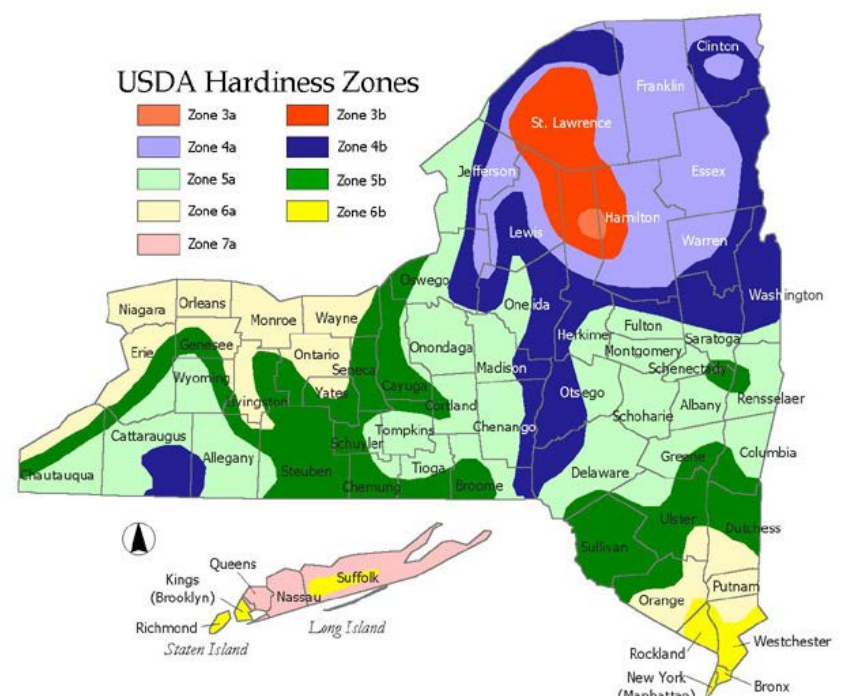 USDA Hardiness Zones
Zone 3a
Zone 3b
Zone 4a
Zone 4b
Zone 5a
Zone 5b
Zone 6a
Zone 6b
Zone 7a
Clinton
Franklin
St. Lawrence
Jefferson
Essex
Hamilton
Lewis
Warren
Oswego
Washington
Niagara
Orleans
Oneida
Monroe
Wayne
Herkimer
Fulton
Saratoga
Erie
Genesee
Ontario
Onondaga
Montgomery
Seneca
Madison
Schenectady
Wyoming
Livingston
Yates
Cayuga
Otsego
Rensselaer
Cortland
Schoharie
Albany
Cattaraugus
Tompkins
Chenango
Schuyler
Allegany
Greene
Columbia
Chautauqua
Steuben
Tioga
Delaware
Chemung
Broome
Ulster
Dutchess
Sullivan
Queens
Kings
(Brooklyn)
Suffolk
Nassau
Putnam
Orange
Richmond
Long Island
Staten Island
Westchester
Rockland
New York
(Manhattan)
Bronx